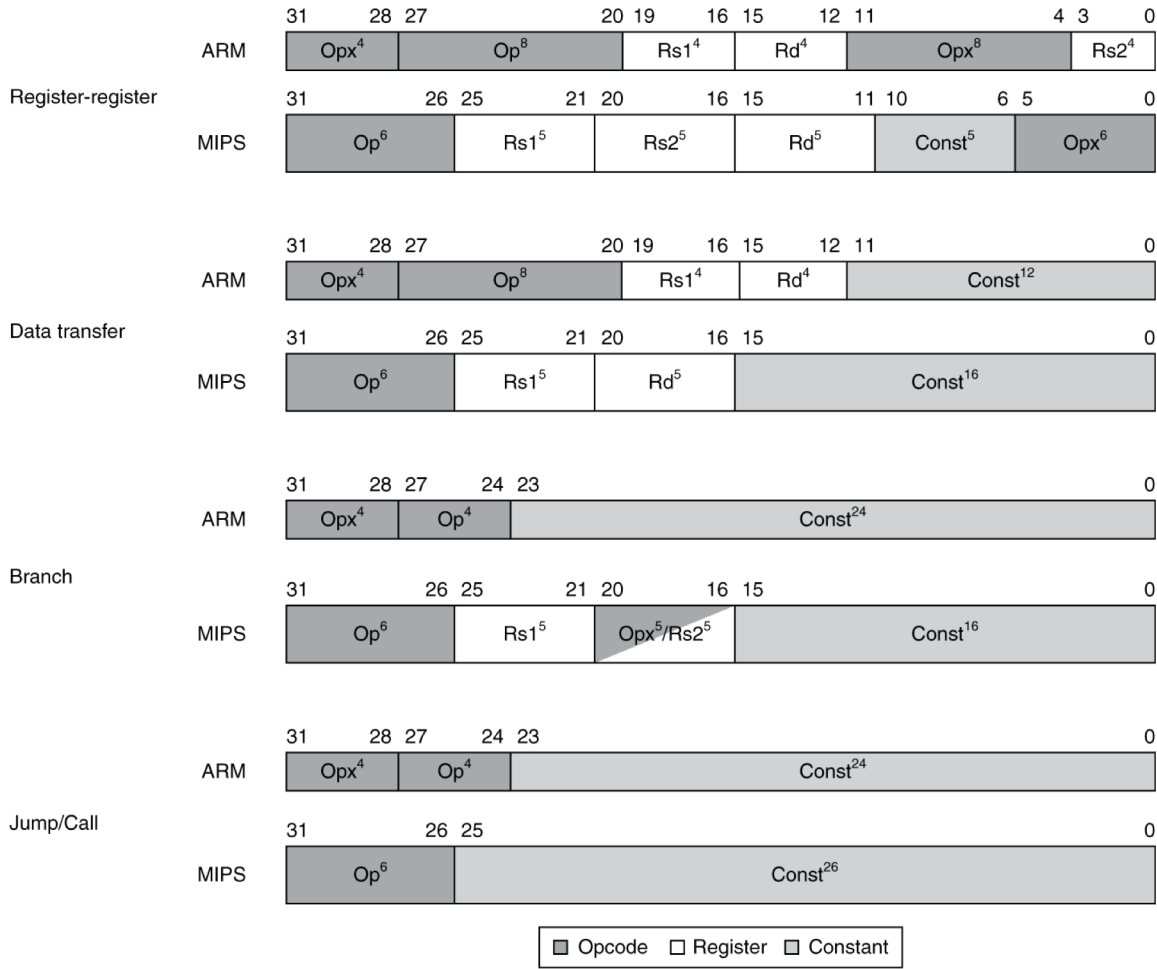 31 28 27 20 19 16 15 12 11 4 3 0
ARM Opx⁴ Op⁸ Rs1⁴ Rd⁴ Opx⁸ Rs2⁴
Register-register
31 26 25 21 20 16 15 11 10 6 5 0
MIPS Op⁶ Rs1⁵ Rs2⁵ Rd⁵ Const⁵ Opx⁶
31 28 27 20 19 16 15 12 11 0
ARM Opx⁴ Op⁸ Rs1⁴ Rd⁴ Const¹²
Data transfer
31 26 25 21 20 16 15 0
MIPS Op⁶ Rs1⁵ Rd⁵ Const¹⁶
31 28 27 24 23 0
ARM Opx⁴ Op⁴ Const²⁴
Branch
31 26 25 21 20 16 15 0
MIPS Op⁶ Rs1⁵ Opx⁵/Rs2⁵ Const¹⁶
31 28 27 24 23 0
ARM Opx⁴ Op⁴ Const²⁴
Jump/Call
31 26 25 0
MIPS Op⁶ Const²⁶
Opcode Register Constant